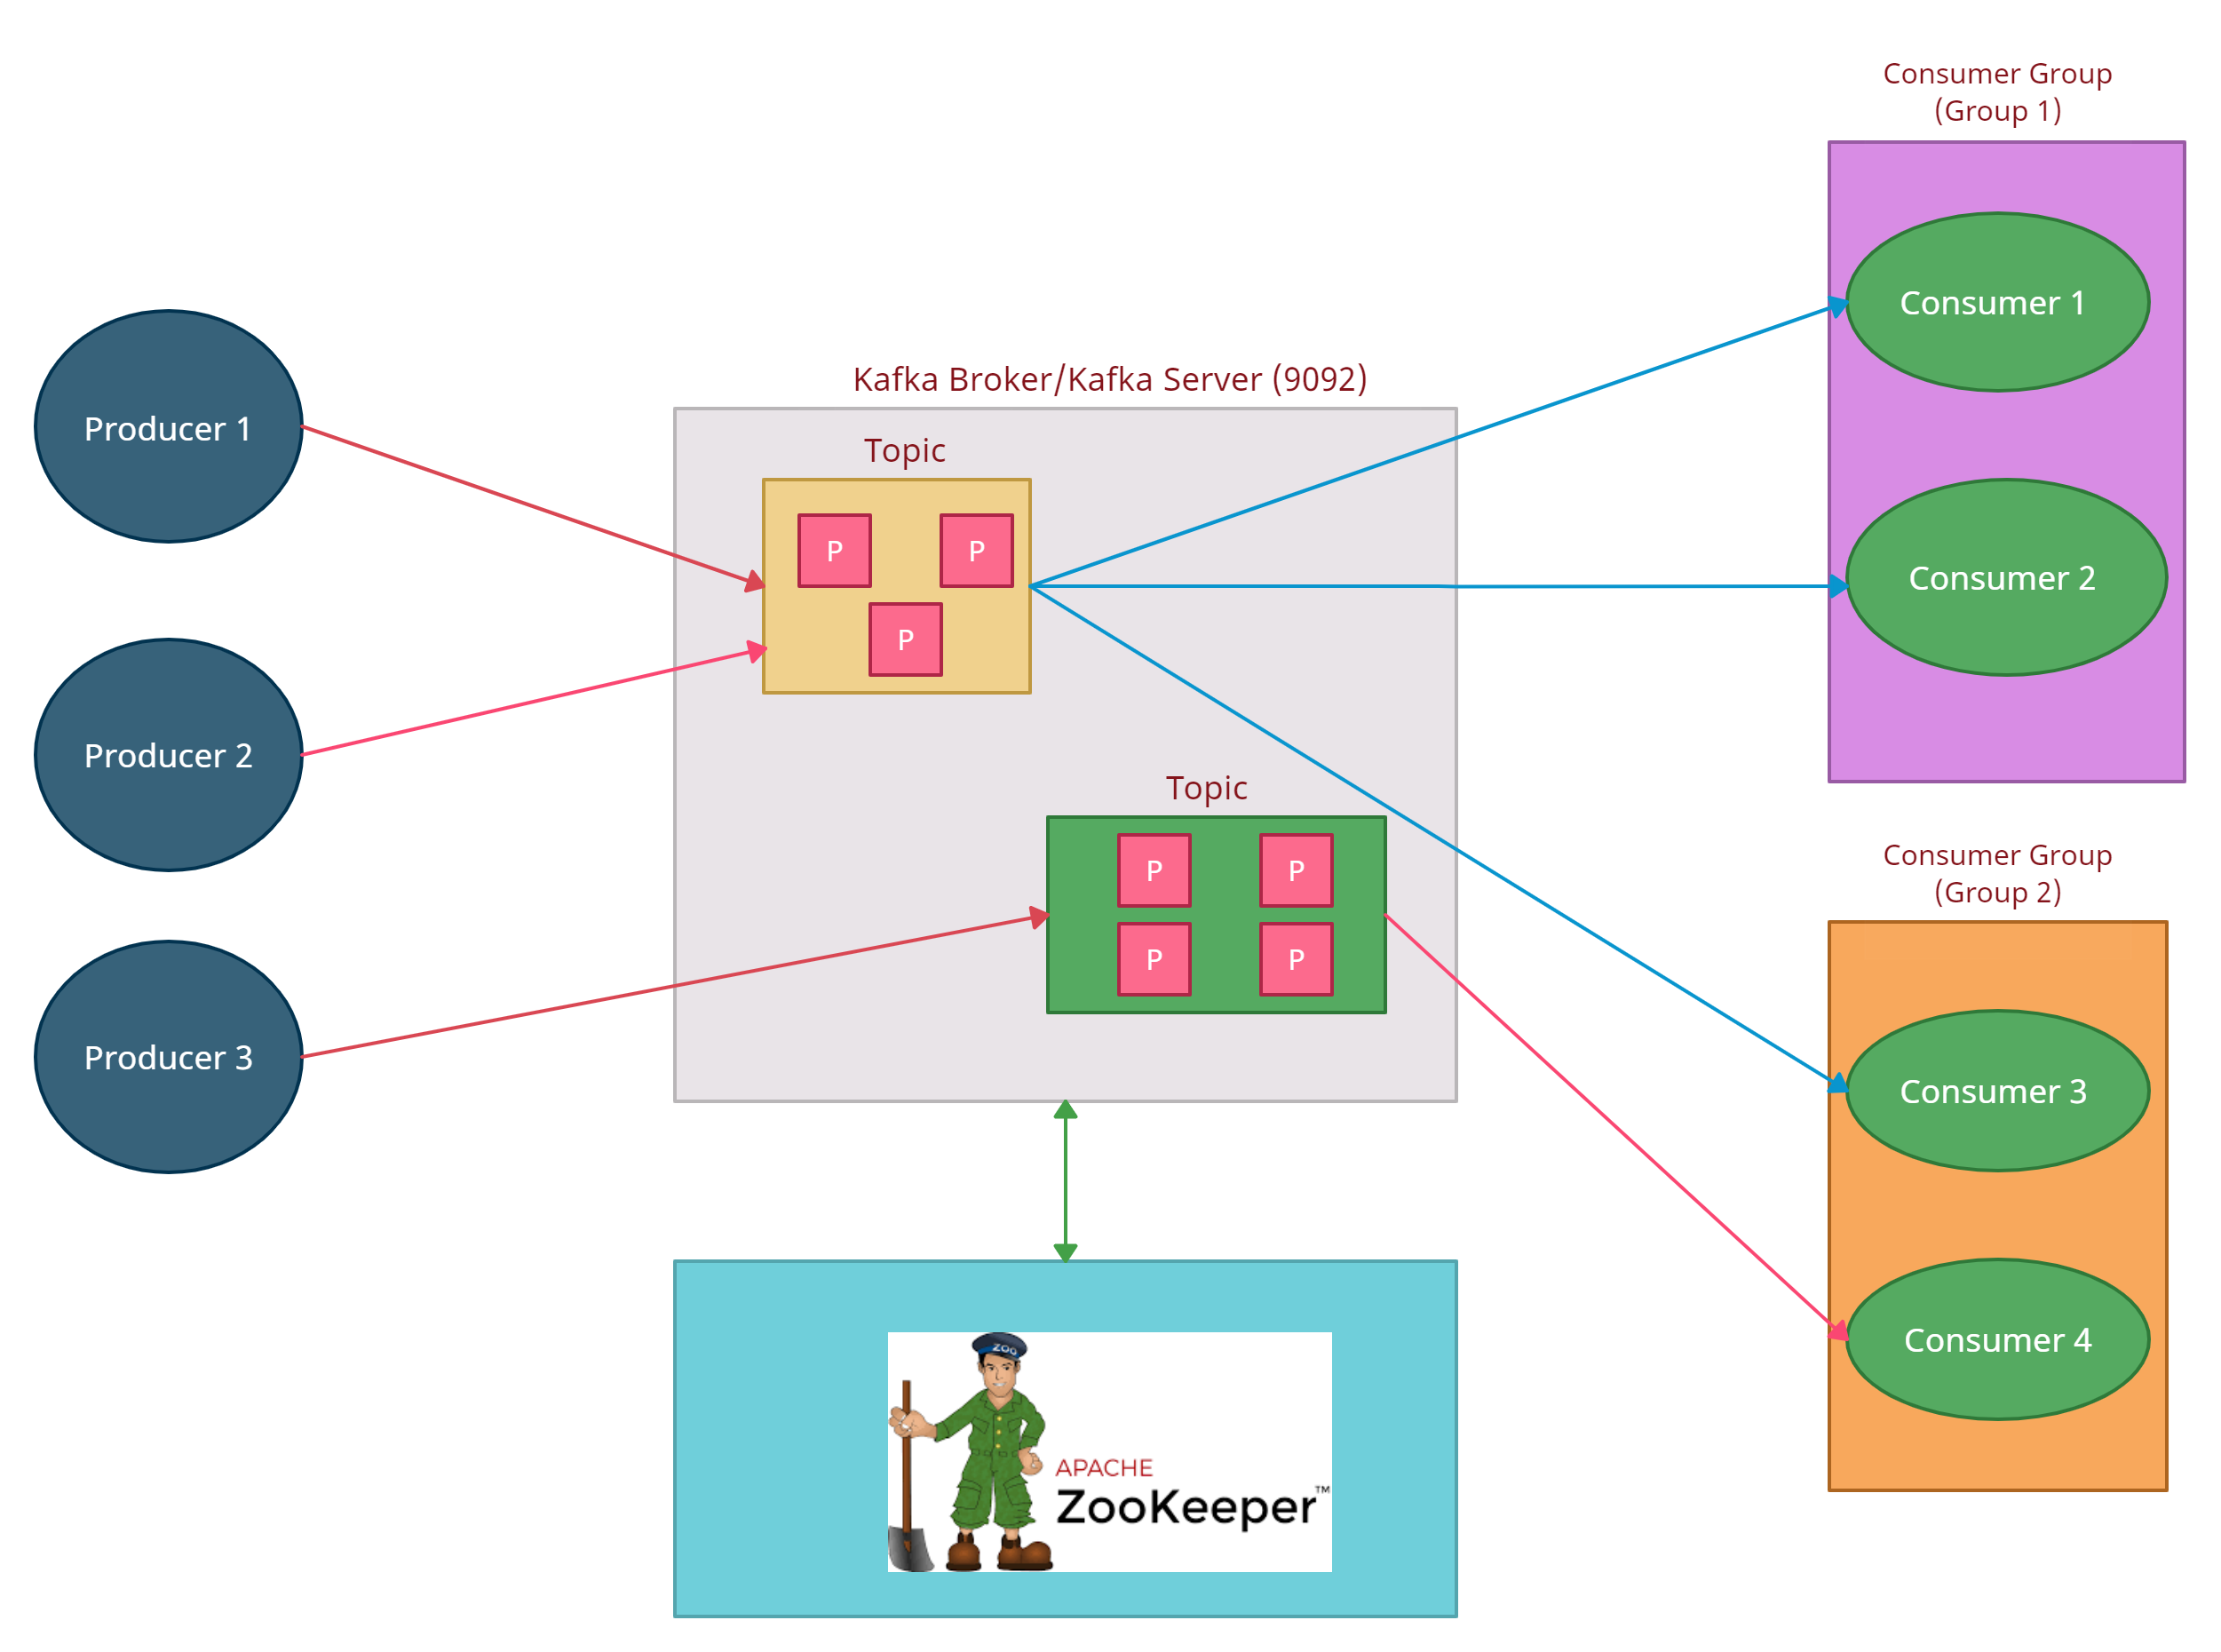 Consumer Group
(Group 1)
Consumer 1
Kafka Broker/Kafka Server (9092)
Producer 1
Topic
P P
Consumer 2
P
Producer 2
Topic
Consumer Group
(Group 2)
P P
P P
Producer 3
Consumer 3
Consumer 4
ZOO
APACHE
ZooKeeper™